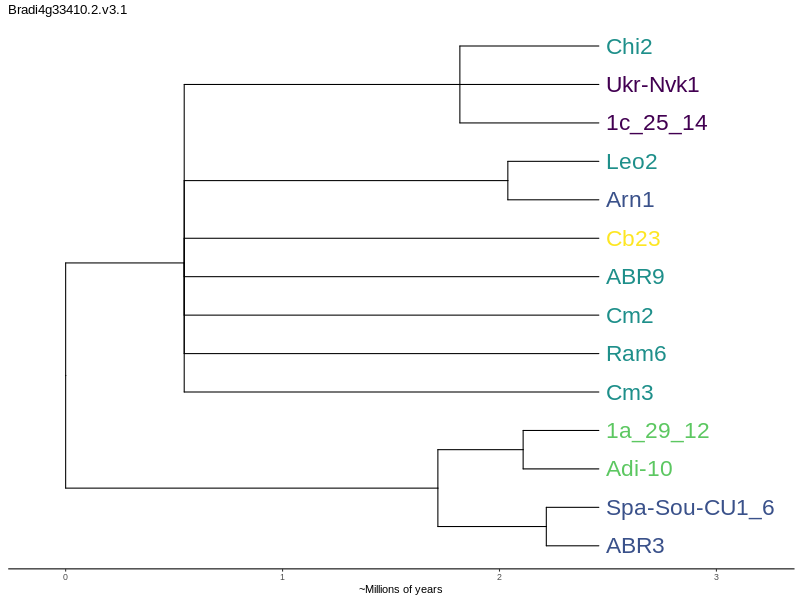 Bradi4g33410.2.v3.1
Chi2
Ukr-Nvk1
1c_25_14
Leo2
Arn1
Cb23
ABR9
Cm2
Ram6
Cm3
1a_29_12
Adi-10
Spa-Sou-CU1_6
ABR3
0 1 2 3
~Millions of years